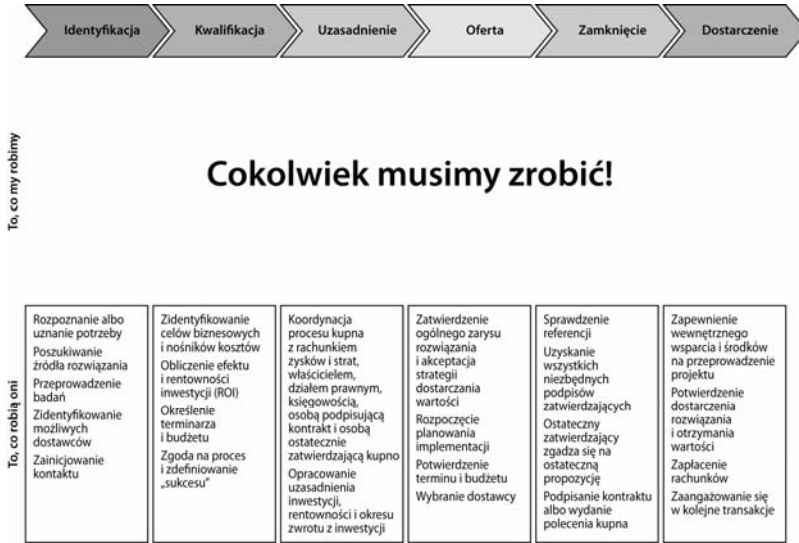 Identyfikacja
Kwalifikacja
Uzasadnienie
Oferta
Zamknięcie
Dostarczenie
To, co my robimy
Cokolwiek musimy zrobić!
To, co robią oni
Rozpoznanie albo
uznanie potrzeby
Poszukiwanie
źródła rozwiązania
Przeprowadzenie
badań
Zidentyfikowanie
możliwych
dostawców
Zainicjowanie
kontaktu
Zidentyfikowanie
celów biznesowych
i nośników kosztów
Obliczenie efektu
i rentowności
inwestycji (ROI)
Określenie
terminarza
i budżetu
Zgoda na proces
i zdefiniowanie
„sukcesu”
Koordynacja
procesu kupna
z rachunkiem
zysków i strat,
właścicielem,
działem prawnym,
księgowością,
osobą podpisującą
kontrakt i osobą
ostatecznie
zatwierdzającą kupno
Opracowanie
uzasadnienia
inwestycji,
rentowności i okresu
zwrotu z inwestycji
Zatwierdzenie
ogólnego zarysu
rozwiązania
i akceptacja
strategii
dostarczania
wartości
Rozpoczęcie
planowania
implementacji
Potwierdzenie
terminu i budżetu
Wybranie dostawcy
Sprawdzenie
referencji
Uzyskanie
wszystkich
niezbędnych
podpisów
zatwierdzających
Ostateczny
zatwierdzający
zgadza się na
ostateczną
propozycję
Podpisanie kontraktu
albo wydanie
polecenia kupna
Zapewnienie
wewnętrznego
wsparcia i środków
na przeprowadzenie
projektu
Potwierdzenie
dostarczenia
rozwiązania
i otrzymania
wartości
Zapłacenie
rachunków
Zaangażowanie się
w kolejne transakcje